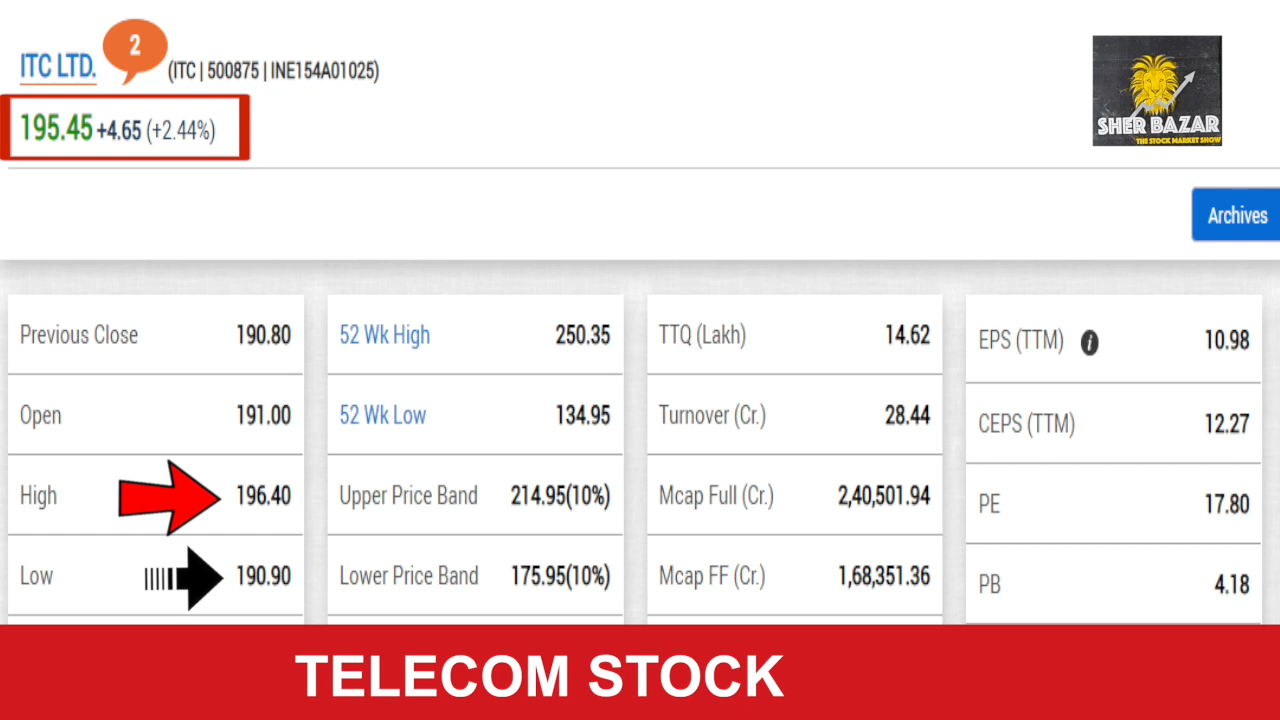 ITC LTD.
2
(ITC | 500875 | INE154A01025)
195.45 +4.65 (+2.44%)
SHER BAZAR
THE STOCK MARKET SHOW
Archives
Previous Close 190.80
Open 191.00
High 196.40
Low 190.90
52 Wk High 250.35
52 Wk Low 134.95
Upper Price Band 214.95(10%)
Lower Price Band 175.95(10%)
TTQ (Lakh) 14.62
Turnover (Cr.) 28.44
Mcap Full (Cr.) 2,40,501.94
Mcap FF (Cr.) 1,68,351.36
EPS (TTM) i 10.98
CEPS (TTM) 12.27
PE 17.80
PB 4.18
TELECOM STOCK